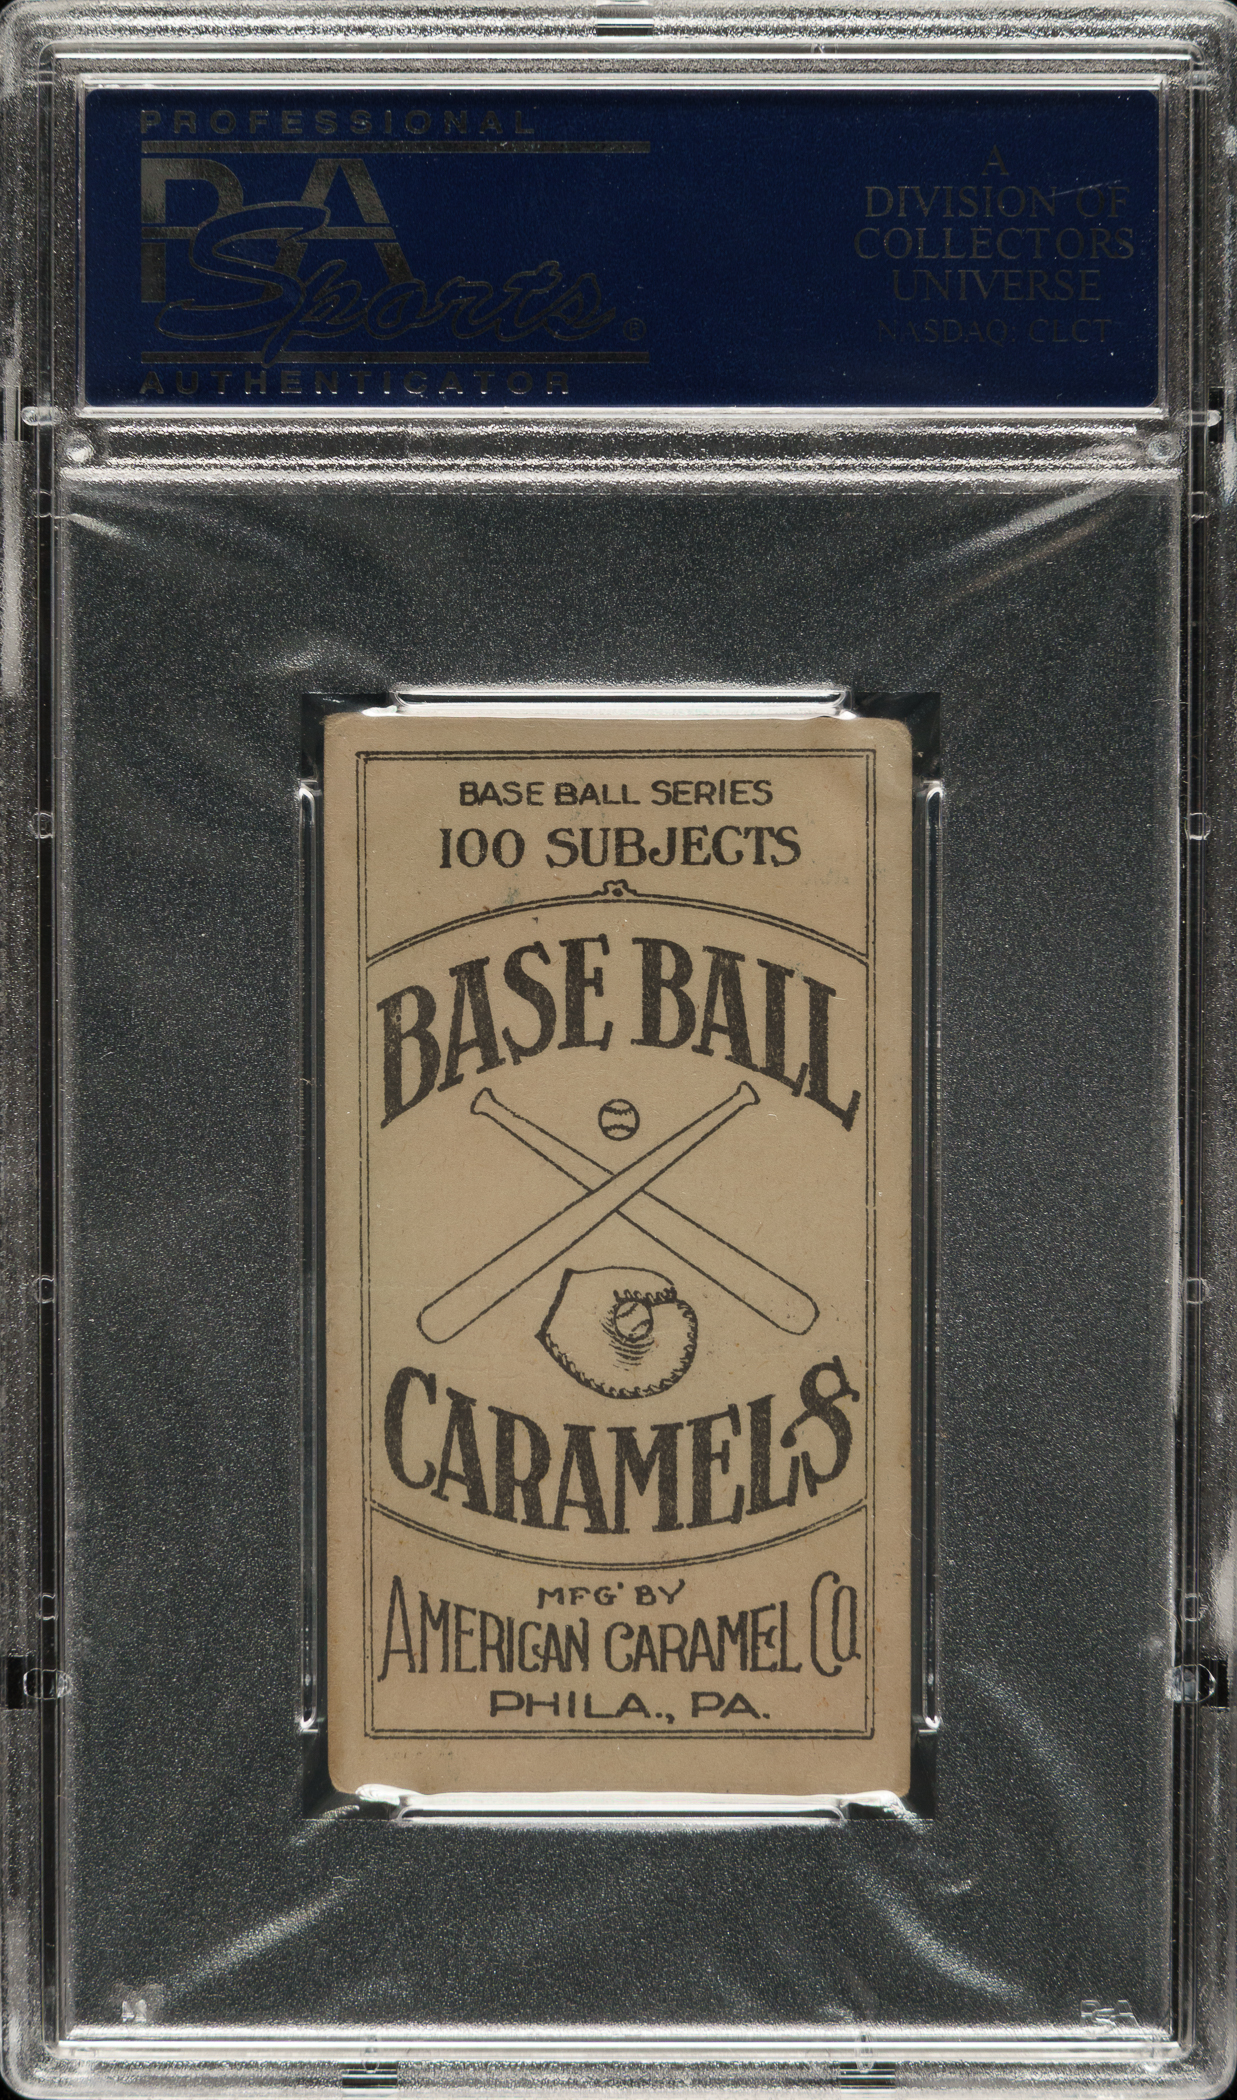 PROFESSIONAL
PSA
Sports ®
AUTHENTICATOR
A
DIVISION OF
COLLECTORS
UNIVERSE
NASDAQ: CLCT
BASE BALL SERIES
100 SUBJECTS
BASE BALL
CARAMELS
MFG' BY
AMERICAN CARAMEL CO
PHILA., PA.
PSA